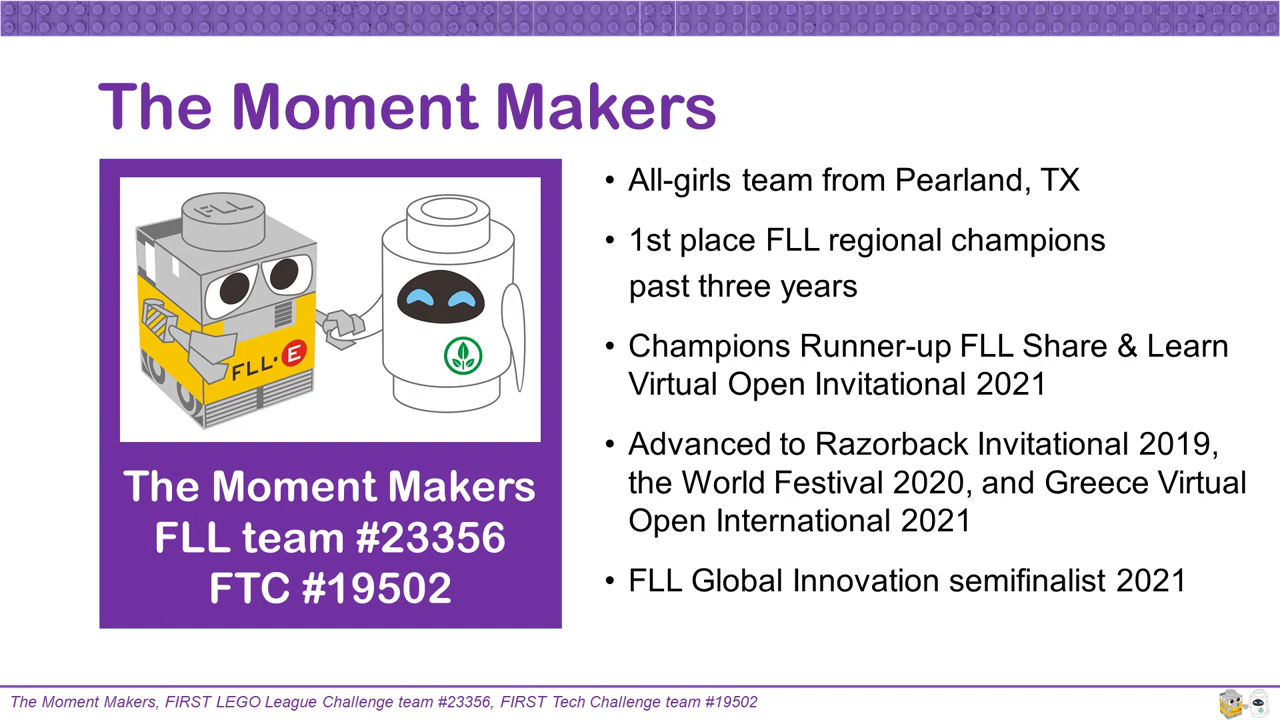 The Moment Makers
FLL
FLL·E
The Moment Makers
FLL team #23356
FTC #19502
• All-girls team from Pearland, TX
• 1st place FLL regional champions
past three years
• Champions Runner-up FLL Share & Learn
Virtual Open Invitational 2021
• Advanced to Razorback Invitational 2019,
the World Festival 2020, and Greece Virtual
Open International 2021
• FLL Global Innovation semifinalist 2021
The Moment Makers, FIRST LEGO League Challenge team #23356, FIRST Tech Challenge team #19502